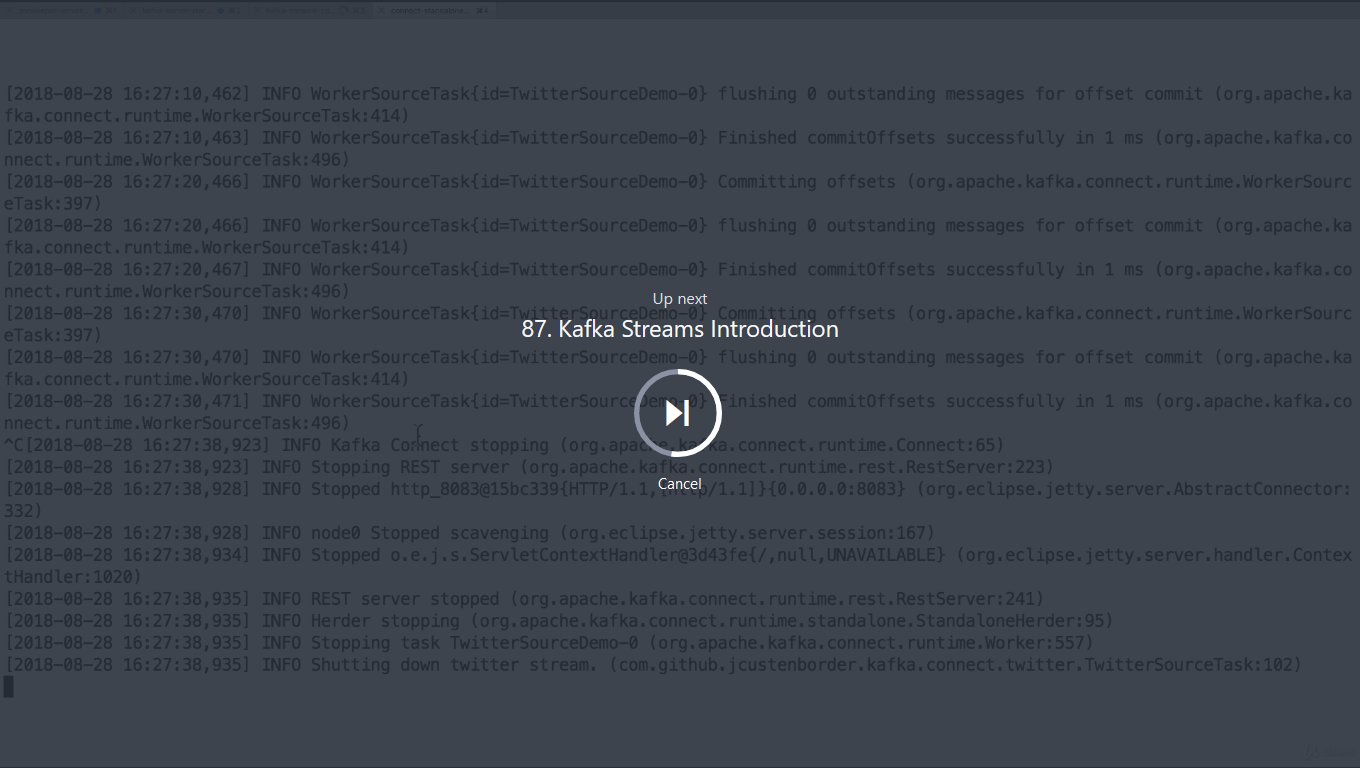 connect-standalone... ⌘4
[2018-08-28 16:27:10,462] INFO WorkerSourceTask{id=TwitterSourceDemo-0} flushing 0 outstanding messages for offset commit (org.apache.ka
fka.connect.runtime.WorkerSourceTask:414)
[2018-08-28 16:27:10,463] INFO WorkerSourceTask{id=TwitterSourceDemo-0} Finished commitOffsets successfully in 1 ms (org.apache.kafka.co
nnect.runtime.WorkerSourceTask:496)
[2018-08-28 16:27:20,466] INFO WorkerSourceTask{id=TwitterSourceDemo-0} Committing offsets (org.apache.kafka.connect.runtime.WorkerSourc
eTask:397)
[2018-08-28 16:27:20,466] INFO WorkerSourceTask{id=TwitterSourceDemo-0} flushing 0 outstanding messages for offset commit (org.apache.ka
fka.connect.runtime.WorkerSourceTask:414)
[2018-08-28 16:27:20,467] INFO WorkerSourceTask{id=TwitterSourceDemo-0} Finished commitOffsets successfully in 1 ms (org.apache.kafka.co
nnect.runtime.WorkerSourceTask:496)
Up next
[2018-08-28 16:27:30,470] INFO WorkerSourceTask{id=TwitterSourceDemo-0} Committing offsets (org.apache.kafka.connect.runtime.WorkerSourc
87. Kafka Streams Introduction
eTask:397)
[2018-08-28 16:27:30,470] INFO WorkerSourceTask{id=TwitterSourceDemo-0} flushing 0 outstanding messages for offset commit (org.apache.ka
fka.connect.runtime.WorkerSourceTask:414)
[2018-08-28 16:27:30,471] INFO WorkerSourceTask{id=TwitterSourceDemo-0} Finished commitOffsets successfully in 1 ms (org.apache.kafka.co
nnect.runtime.WorkerSourceTask:496)
^C[2018-08-28 16:27:38,923] INFO Kafka Connect stopping (org.apache.kafka.connect.runtime.Connect:65)
[2018-08-28 16:27:38,923] INFO Stopping REST server (org.apache.kafka.connect.runtime.rest.RestServer:223)
Cancel
[2018-08-28 16:27:38,928] INFO Stopped http_8083@15bc339{HTTP/1.1,[http/1.1]}{0.0.0.0:8083} (org.eclipse.jetty.server.AbstractConnector:
332)
[2018-08-28 16:27:38,928] INFO node0 Stopped scavenging (org.eclipse.jetty.server.session:167)
[2018-08-28 16:27:38,934] INFO Stopped o.e.j.s.ServletContextHandler@3d43fe{/,null,UNAVAILABLE} (org.eclipse.jetty.server.handler.Contex
tHandler:1020)
[2018-08-28 16:27:38,935] INFO REST server stopped (org.apache.kafka.connect.runtime.rest.RestServer:241)
[2018-08-28 16:27:38,935] INFO Herder stopping (org.apache.kafka.connect.runtime.standalone.StandaloneHerder:95)
[2018-08-28 16:27:38,935] INFO Stopping task TwitterSourceDemo-0 (org.apache.kafka.connect.runtime.Worker:557)
[2018-08-28 16:27:38,935] INFO Shutting down twitter stream. (com.github.jcustenborder.kafka.connect.twitter.TwitterSourceTask:102)